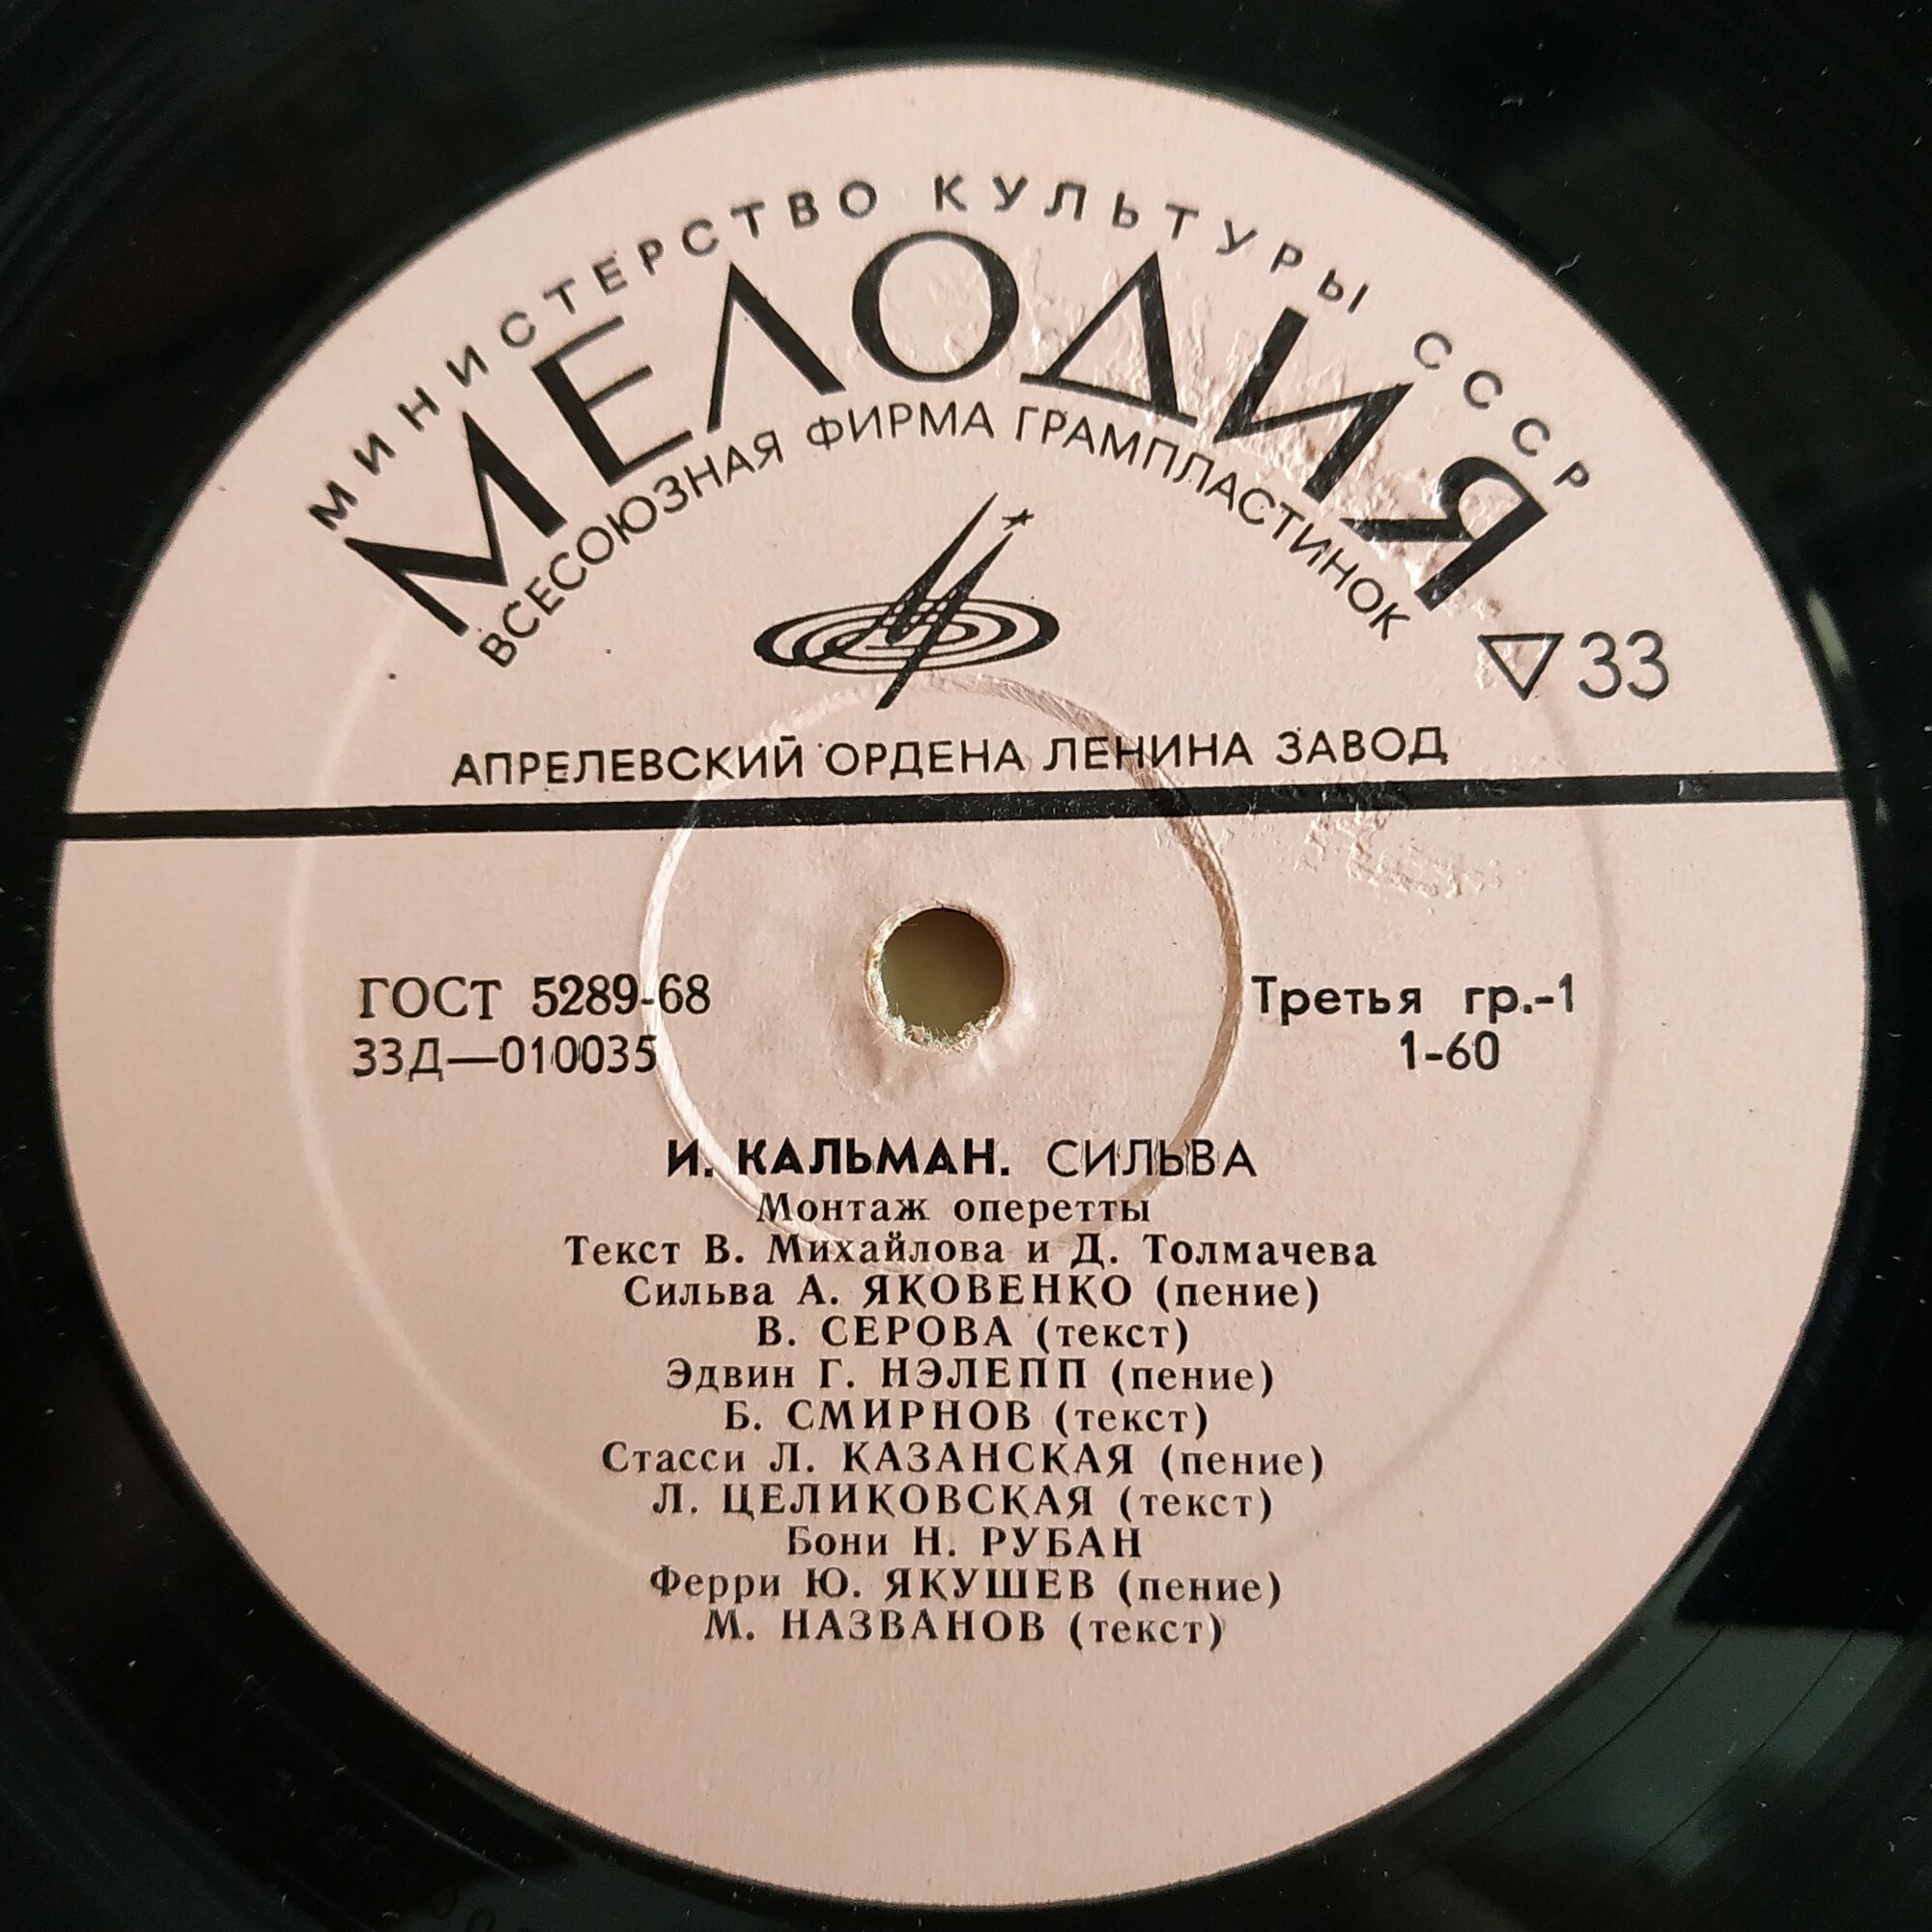 МИНИСТЕРСТВО КУЛЬТУРЫ СССР
МЕЛОДИЯ
ВСЕСОЮЗНАЯ ФИРМА ГРАМПЛАСТИНОК
33
АПРЕЛЕВСКИЙ ОРДЕНА ЛЕНИНА ЗАВОД
ГОСТ 5289-68
Третья гр.-1
33Д—010035
1-60
И. КАЛЬМАН. СИЛЬВА
Монтаж оперетты
Текст В. Михайлова и Д. Толмачева
Сильва А. ЯКОВЕНКО (пение)
В. СЕРОВА (текст)
Эдвин Г. НЭЛЕПП (пение)
Б. СМИРНОВ (текст)
Стасси Л. КАЗАНСКАЯ (пение)
Л. ЦЕЛИКОВСКАЯ (текст)
Бони Н. РУБАН
Ферри Ю. ЯКУШЕВ (пение)
М. НАЗВАНОВ (текст)